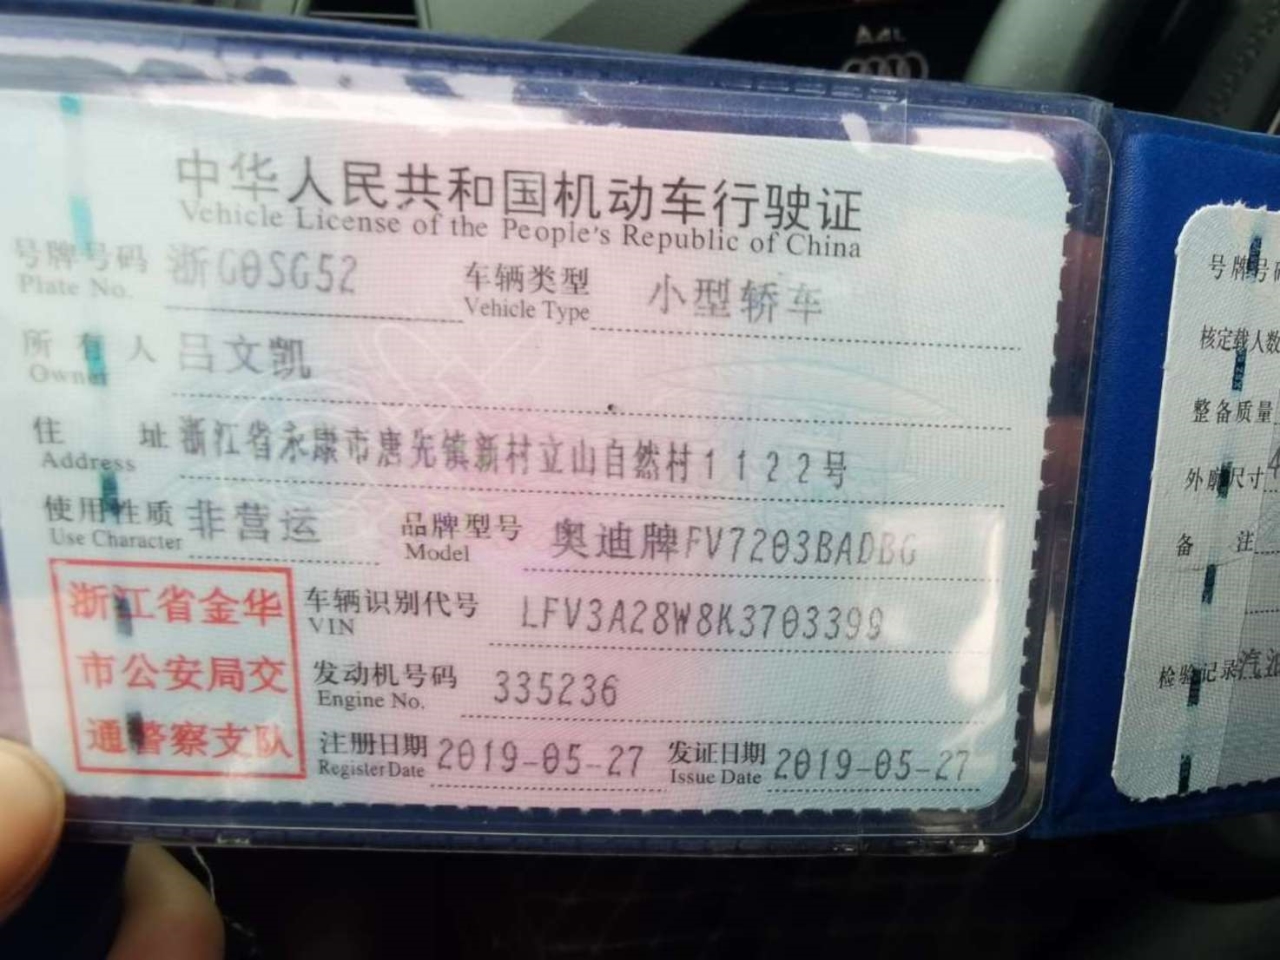 A4L
中华人民共和国机动车行驶证
Vehicle License of the People's Republic of China
号牌号码 浙G0SG52 车辆类型 小型轿车
Plate No. Vehicle Type
所有人 吕文凯
Owner
住址 浙江省永康市唐先镇新村立山自然村1122号
Address
使用性质 非营运 品牌型号 奥迪牌FV7203BADBG
Use Character Model
浙江省金华
市公安局交
通警察支队
车辆识别代号 LFV3A28W8K3703399
VIN
发动机号码 335236
Engine No.
注册日期 2019-05-27 发证日期 2019-05-27
Register Date Issue Date
号牌号码
核定载人数
整备质量
外廓尺寸
备注
检验记录